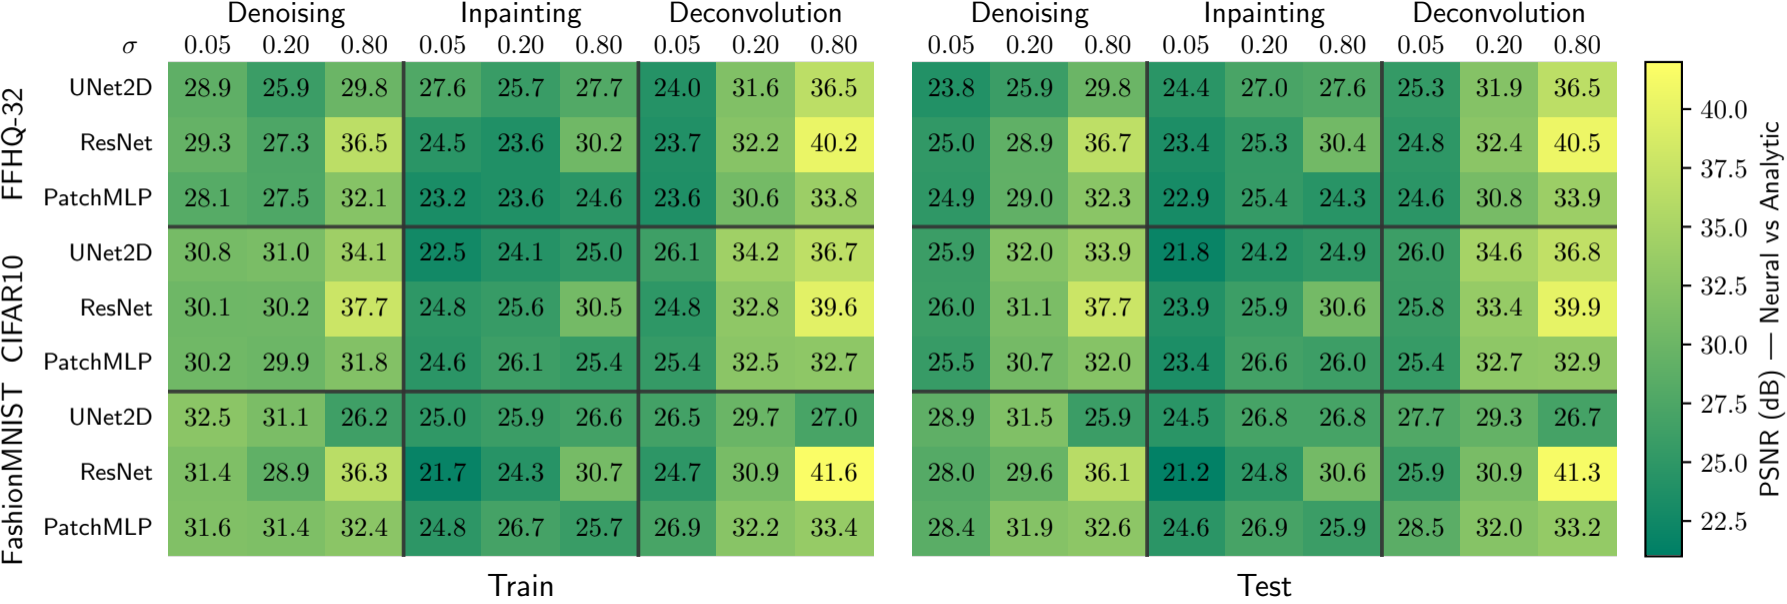 Denoising Inpainting Deconvolution Denoising Inpainting Deconvolution
σ 0.05 0.20 0.80 0.05 0.20 0.80 0.05 0.20 0.80 0.05 0.20 0.80 0.05 0.20 0.80 0.05 0.20 0.80
FFHQ-32
UNet2D 28.9 25.9 29.8 27.6 25.7 27.7 24.0 31.6 36.5 23.8 25.9 29.8 24.4 27.0 27.6 25.3 31.9 36.5
ResNet 29.3 27.3 36.5 24.5 23.6 30.2 23.7 32.2 40.2 25.0 28.9 36.7 23.4 25.3 30.4 24.8 32.4 40.5
PatchMLP 28.1 27.5 32.1 23.2 23.6 24.6 23.6 30.6 33.8 24.9 29.0 32.3 22.9 25.4 24.3 24.6 30.8 33.9
CIFAR10
UNet2D 30.8 31.0 34.1 22.5 24.1 25.0 26.1 34.2 36.7 25.9 32.0 33.9 21.8 24.2 24.9 26.0 34.6 36.8
ResNet 30.1 30.2 37.7 24.8 25.6 30.5 24.8 32.8 39.6 26.0 31.1 37.7 23.9 25.9 30.6 25.8 33.4 39.9
PatchMLP 30.2 29.9 31.8 24.6 26.1 25.4 25.4 32.5 32.7 25.5 30.7 32.0 23.4 26.6 26.0 25.4 32.7 32.9
FashionMNIST
UNet2D 32.5 31.1 26.2 25.0 25.9 26.6 26.5 29.7 27.0 28.9 31.5 25.9 24.5 26.8 26.8 27.7 29.3 26.7
ResNet 31.4 28.9 36.3 21.7 24.3 30.7 24.7 30.9 41.6 28.0 29.6 36.1 21.2 24.8 30.6 25.9 30.9 41.3
PatchMLP 31.6 31.4 32.4 24.8 26.7 25.7 26.9 32.2 33.4 28.4 31.9 32.6 24.6 26.9 25.9 28.5 32.0 33.2
Train Test
40.0
37.5
35.0
32.5
30.0
27.5
25.0
22.5
PSNR (dB) — Neural vs Analytic